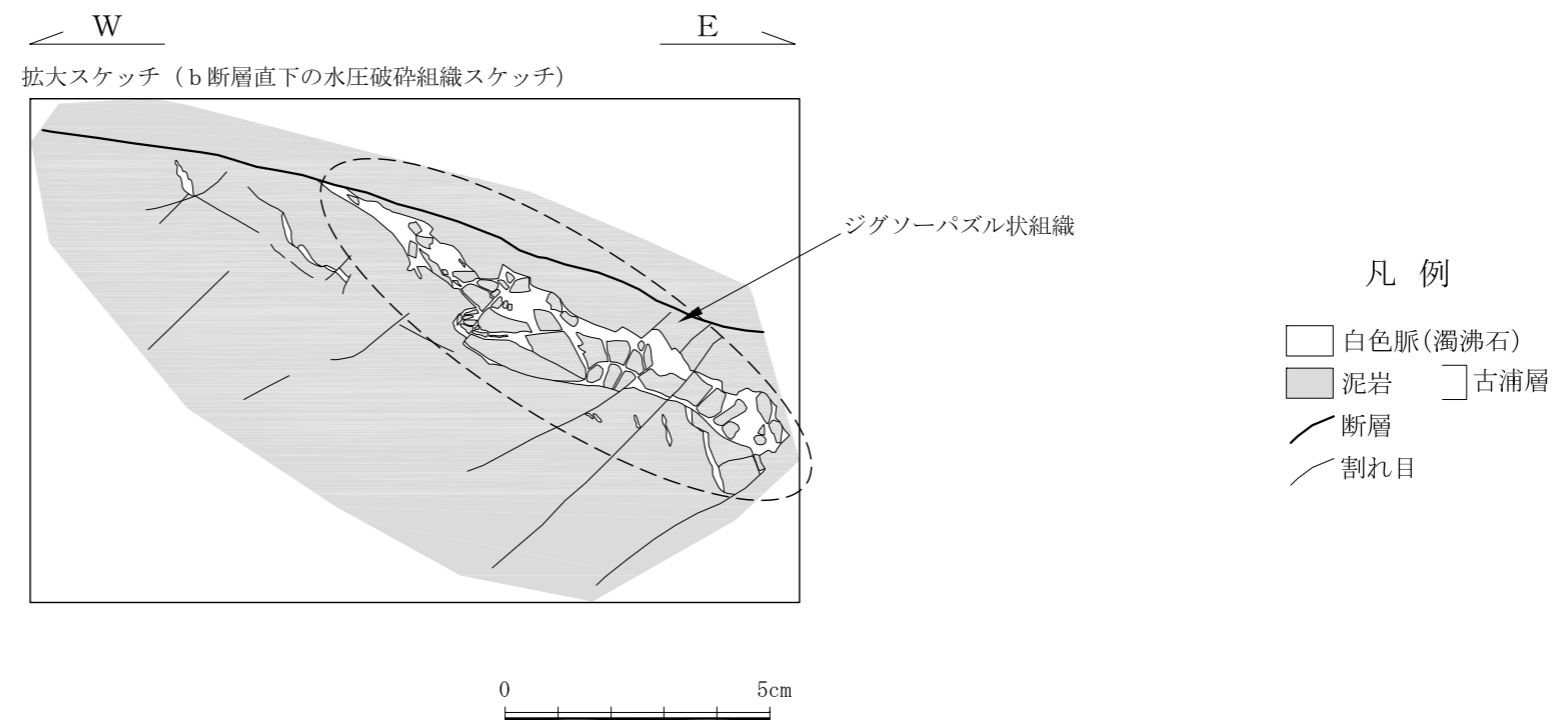 W E
拡大スケッチ（ｂ断層直下の水圧破砕組織スケッチ）
ジグソーパズル状組織
凡 例
白色脈(濁沸石)
泥岩 古浦層
断層
割れ目
0 5cm